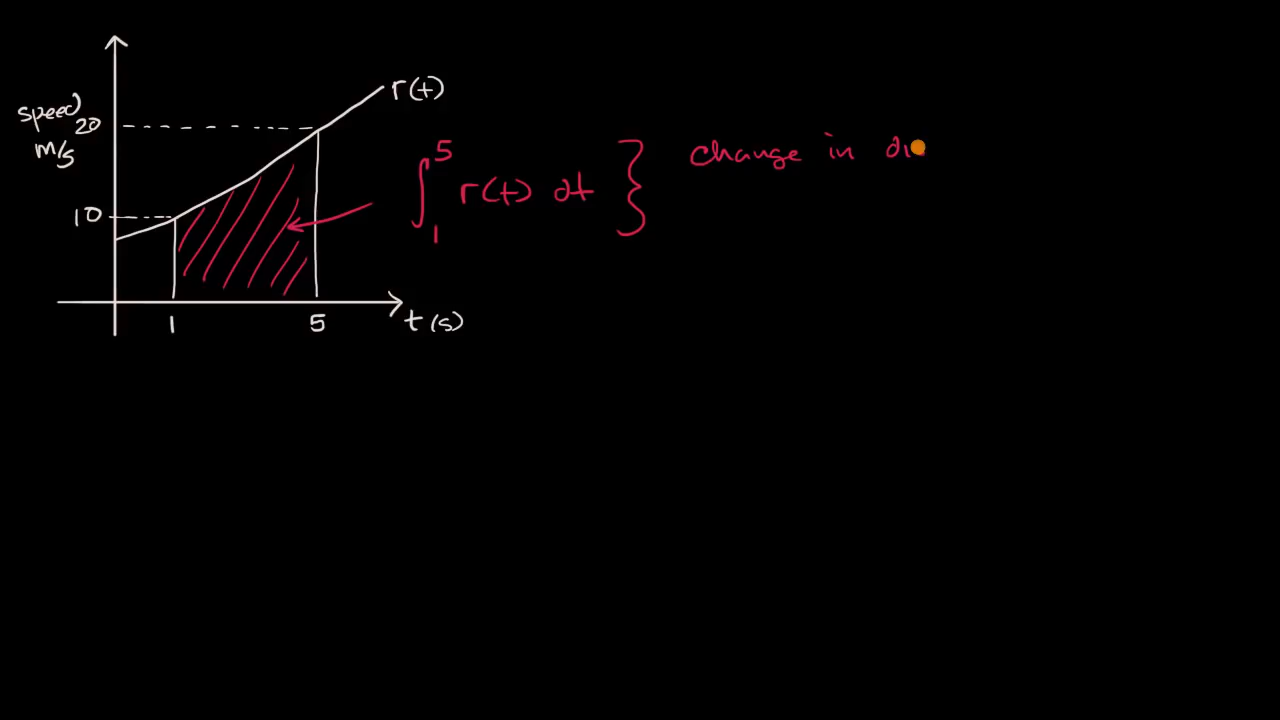 r(t)
speed
20
m/s
10
∫₁⁵ r(t) dt } change in di
1
5
t (s)